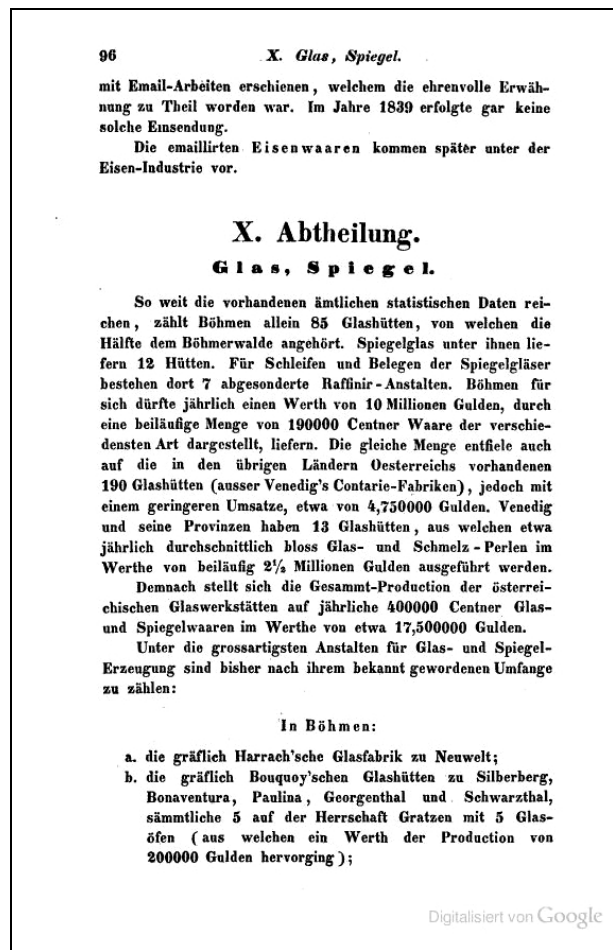 96 X. Glas, Spiegel.
mit Email-Arbeiten erschienen, welchem die ehrenvolle Erwäh-
nung zu Theil worden war. Im Jahre 1839 erfolgte gar keine
solche Einsendung.
Die emaillirten Eisenwaaren kommen später unter der
Eisen-Industrie vor.
X. Abtheilung.
Glas, Spiegel.
So weit die vorhandenen ämtlichen statistischen Daten rei-
chen, zählt Böhmen allein 85 Glashütten, von welchen die
Hälfte dem Böhmerwalde angehört. Spiegelglas unter ihnen lie-
fern 12 Hütten. Für Schleifen und Belegen der Spiegelgläser
bestehen dort 7 abgesonderte Raffinir-Anstalten. Böhmen für
sich dürfte jährlich einen Werth von 10 Millionen Gulden, durch
eine beiläufige Menge von 190000 Centner Waare der verschie-
densten Art dargestellt, liefern. Die gleiche Menge entfiele auch
auf die in den übrigen Ländern Oesterreichs vorhandenen
190 Glashütten (ausser Venedig's Contarie-Fabriken), jedoch mit
einem geringeren Umsatze, etwa von 4,750000 Gulden. Venedig
und seine Provinzen haben 13 Glashütten, aus welchen etwa
jährlich durchschnittlich bloss Glas- und Schmelz-Perlen im
Werthe von beiläufig 2½ Millionen Gulden ausgeführt werden.
Demnach stellt sich die Gesammt-Production der österrei-
chischen Glaswerkstätten auf jährliche 400000 Centner Glas-
und Spiegelwaaren im Werthe von etwa 17,500000 Gulden.
Unter die grossartigsten Anstalten für Glas- und Spiegel-
Erzeugung sind bisher nach ihrem bekannt gewordenen Umfange
zu zählen:
In Böhmen:
a. die gräflich Harrach'sche Glasfabrik zu Neuwelt;
b. die gräflich Bouquoy'schen Glashütten zu Silberberg,
Bonaventura, Paulina, Georgenthal und Schwarzthal,
sämmtliche 5 auf der Herrschaft Gratzen mit 5 Glas-
öfen (aus welchen ein Werth der Production von
200000 Gulden hervorging);
Digitalisiert von Google